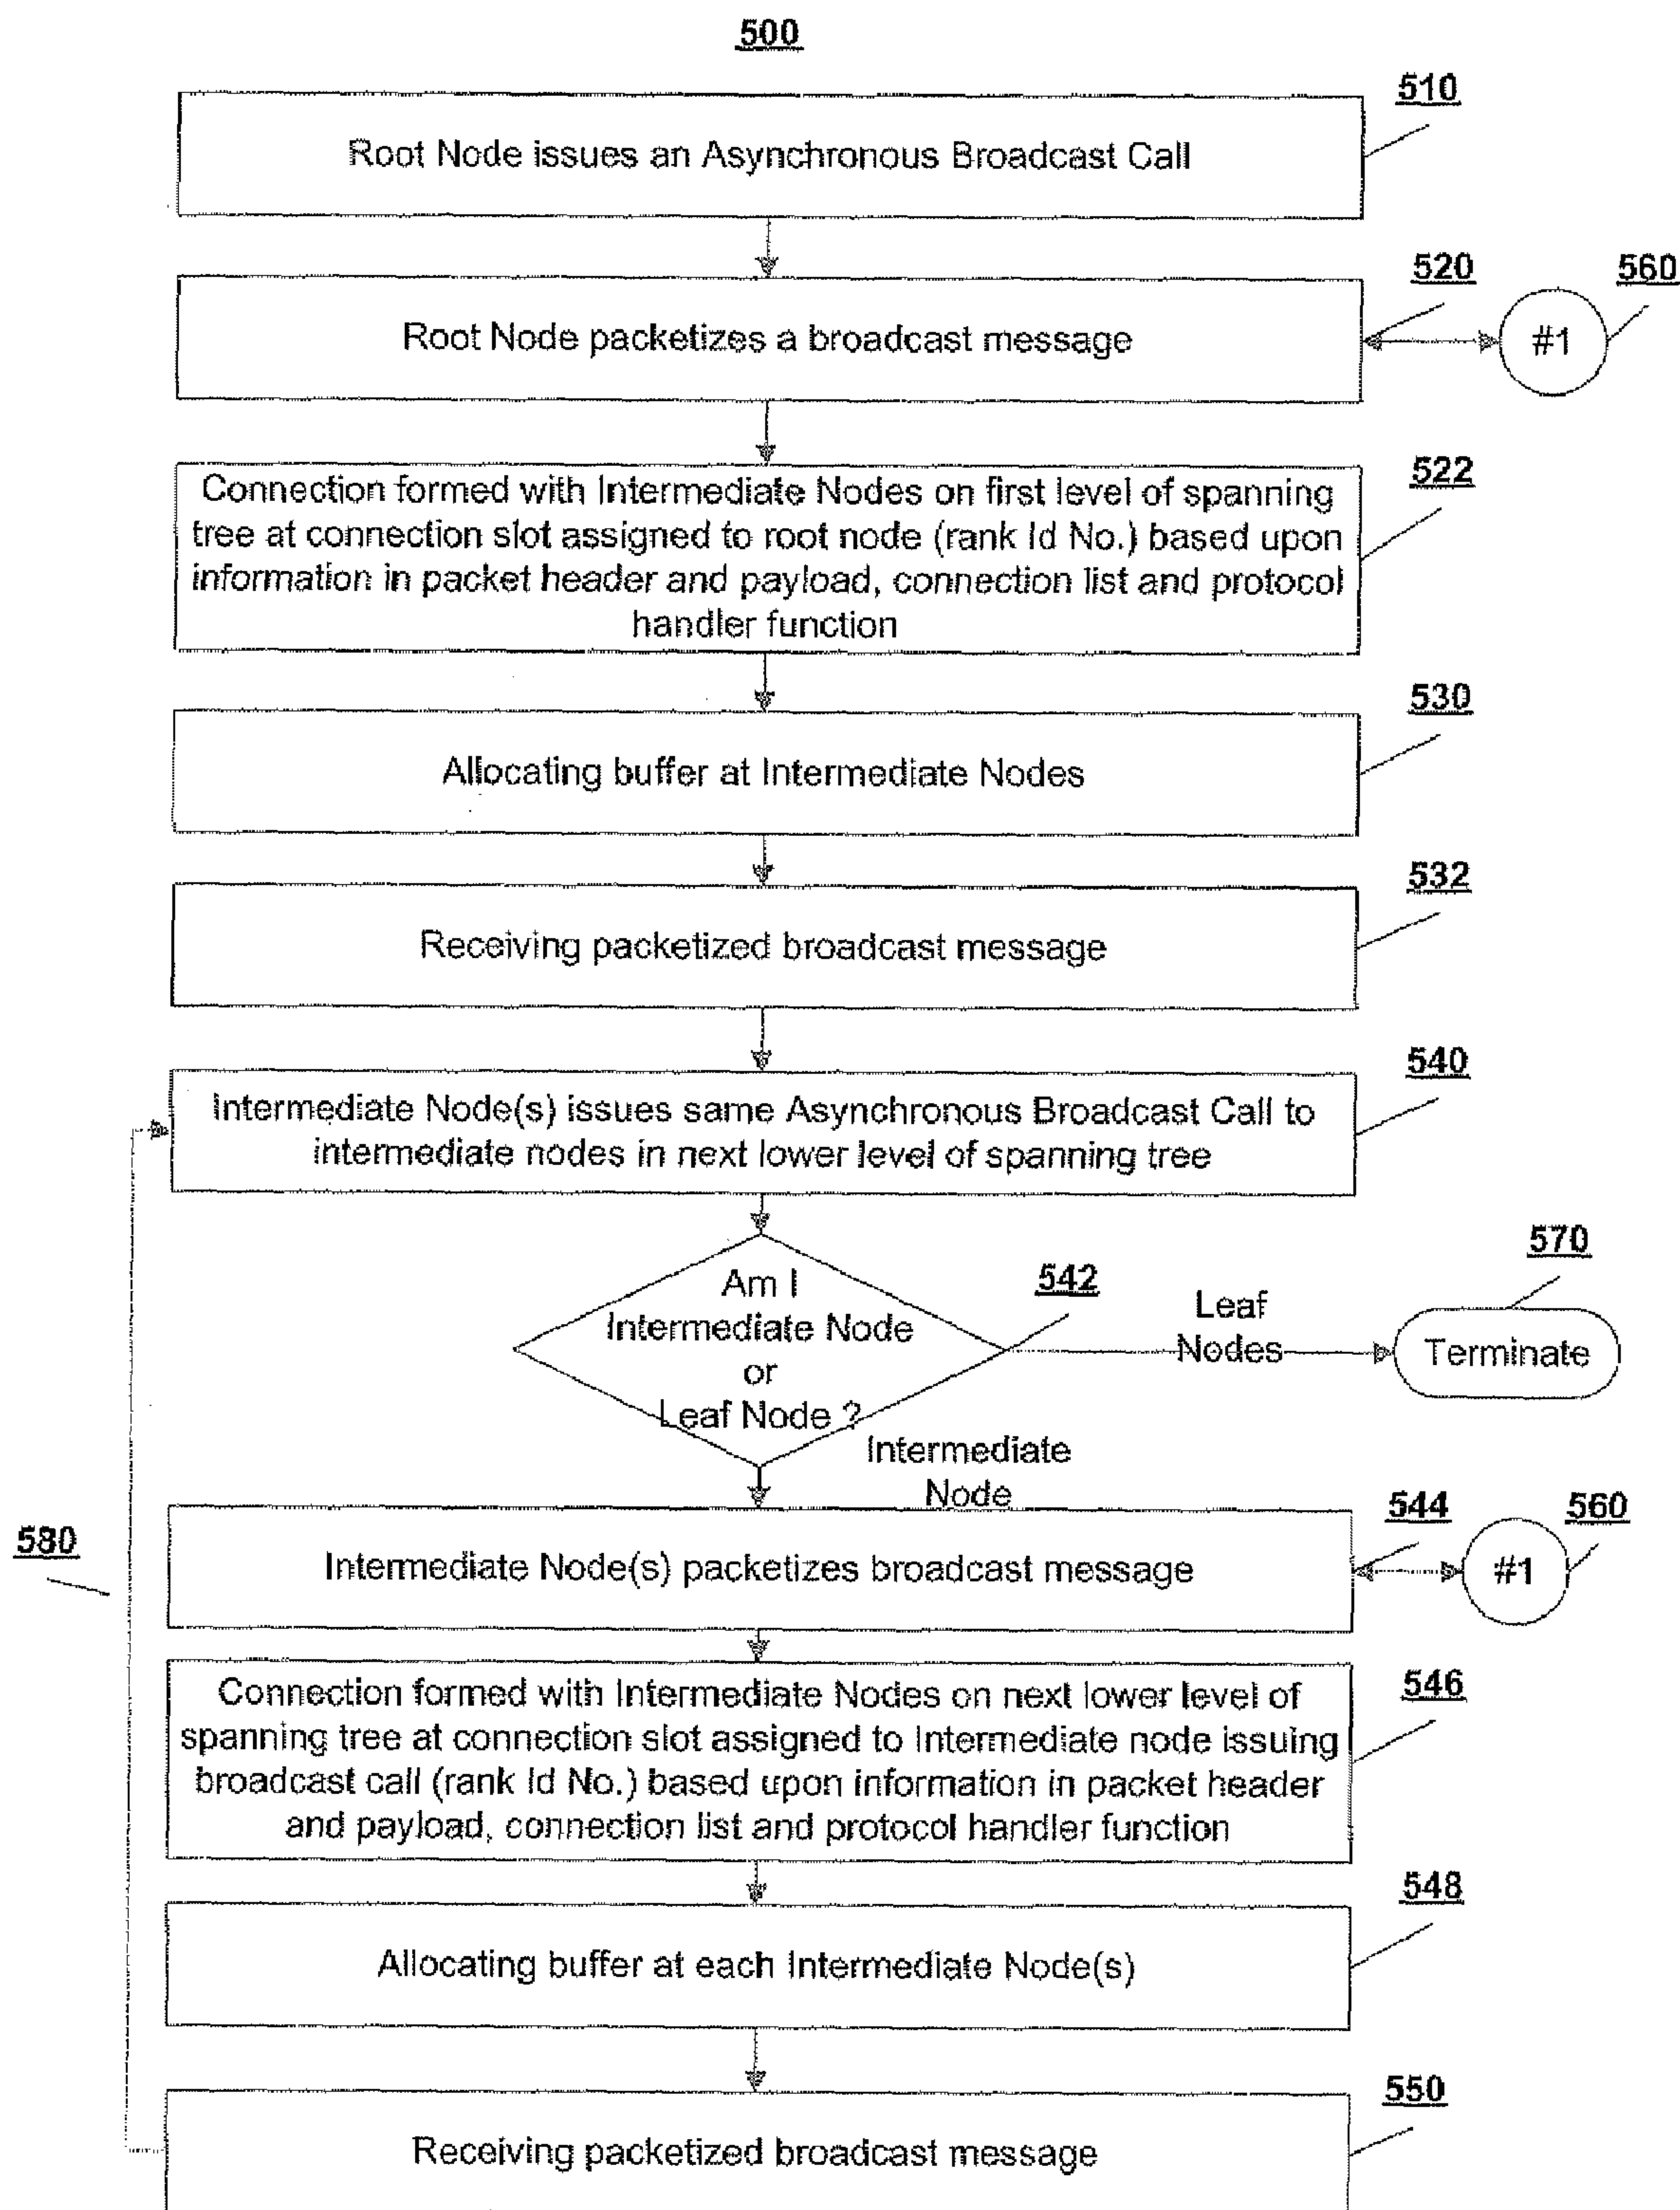 500
510
Root Node issues an Asynchronous Broadcast Call
520
560
Root Node packetizes a broadcast message
#1
522
Connection formed with Intermediate Nodes on first level of spanning
tree at connection slot assigned to root node (rank Id No.) based upon
information in packet header and payload, connection list and protocol
handler function
530
Allocating buffer at Intermediate Nodes
532
Receiving packetized broadcast message
540
Intermediate Node(s) issues same Asynchronous Broadcast Call to
intermediate nodes in next lower level of spanning tree
570
542
Am I
Intermediate Node
or
Leaf Node ?
Leaf
Nodes
Terminate
Intermediate
Node
580
544
560
Intermediate Node(s) packetizes broadcast message
#1
546
Connection formed with Intermediate Nodes on next lower level of
spanning tree at connection slot assigned to Intermediate node issuing
broadcast call (rank Id No.) based upon information in packet header
and payload, connection list and protocol handler function
548
Allocating buffer at each Intermediate Node(s)
550
Receiving packetized broadcast message